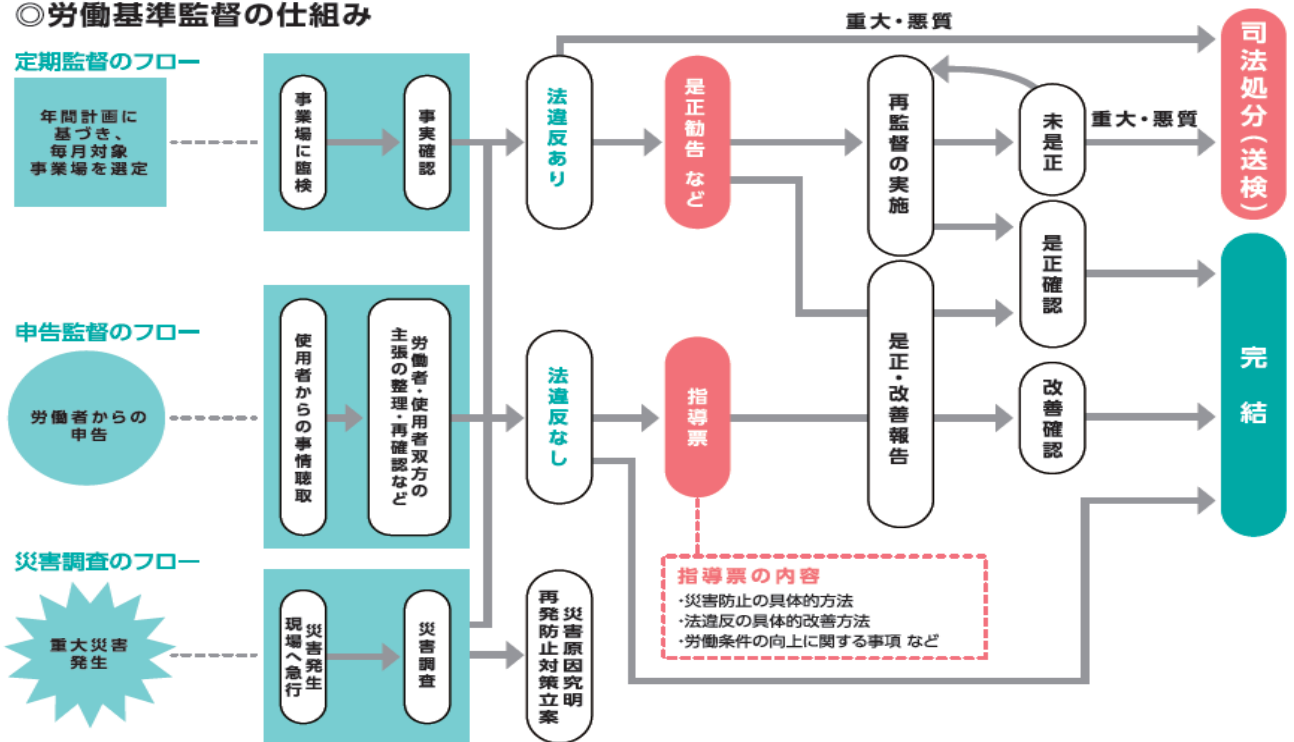 ◎労働基準監督の仕組み
定期監督のフロー
年間計画に
基づき、
毎月対象
事業場を選定
事業場に臨検
事実確認
法違反あり
是正勧告 など
再監督の実施
未是正
重大・悪質
重大・悪質
司法処分(送検)
是正確認
申告監督のフロー
労働者からの
申告
使用者からの事情聴取
労働者・使用者双方の
主張の整理・再確認など
法違反なし
指導票
是正・改善報告
改善確認
完結
災害調査のフロー
重大災害
発生
災害発生
現場へ急行
災害調査
災害原因究明
再発防止対策立案
指導票の内容
・災害防止の具体的方法
・法違反の具体的改善方法
・労働条件の向上に関する事項 など